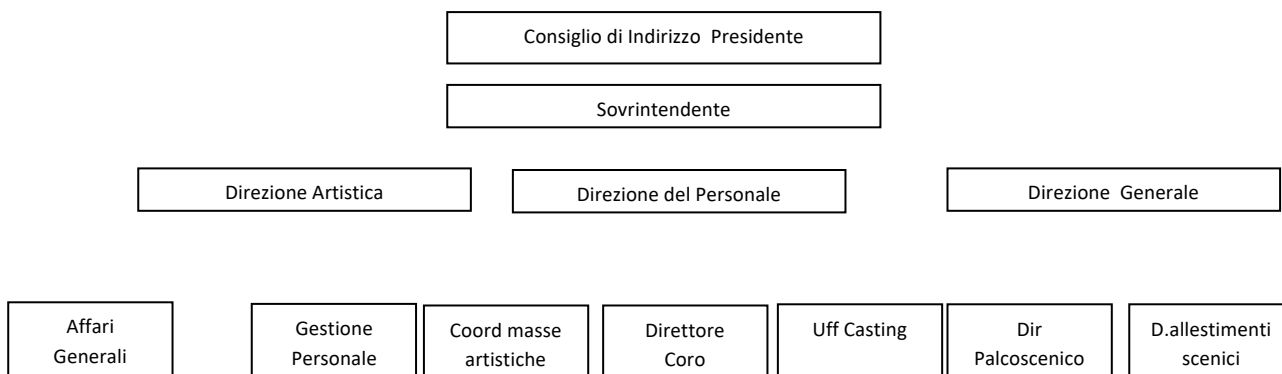 Consiglio di Indirizzo  Presidente
Sovrintendente
Direzione Artistica
Direzione del Personale
Direzione  Generale
Affari
Generali
Gestione
Personale
Coord masse
artistiche
Direttore
Coro
Uff Casting
Dir
Palcoscenico
D.allestimenti
scenici